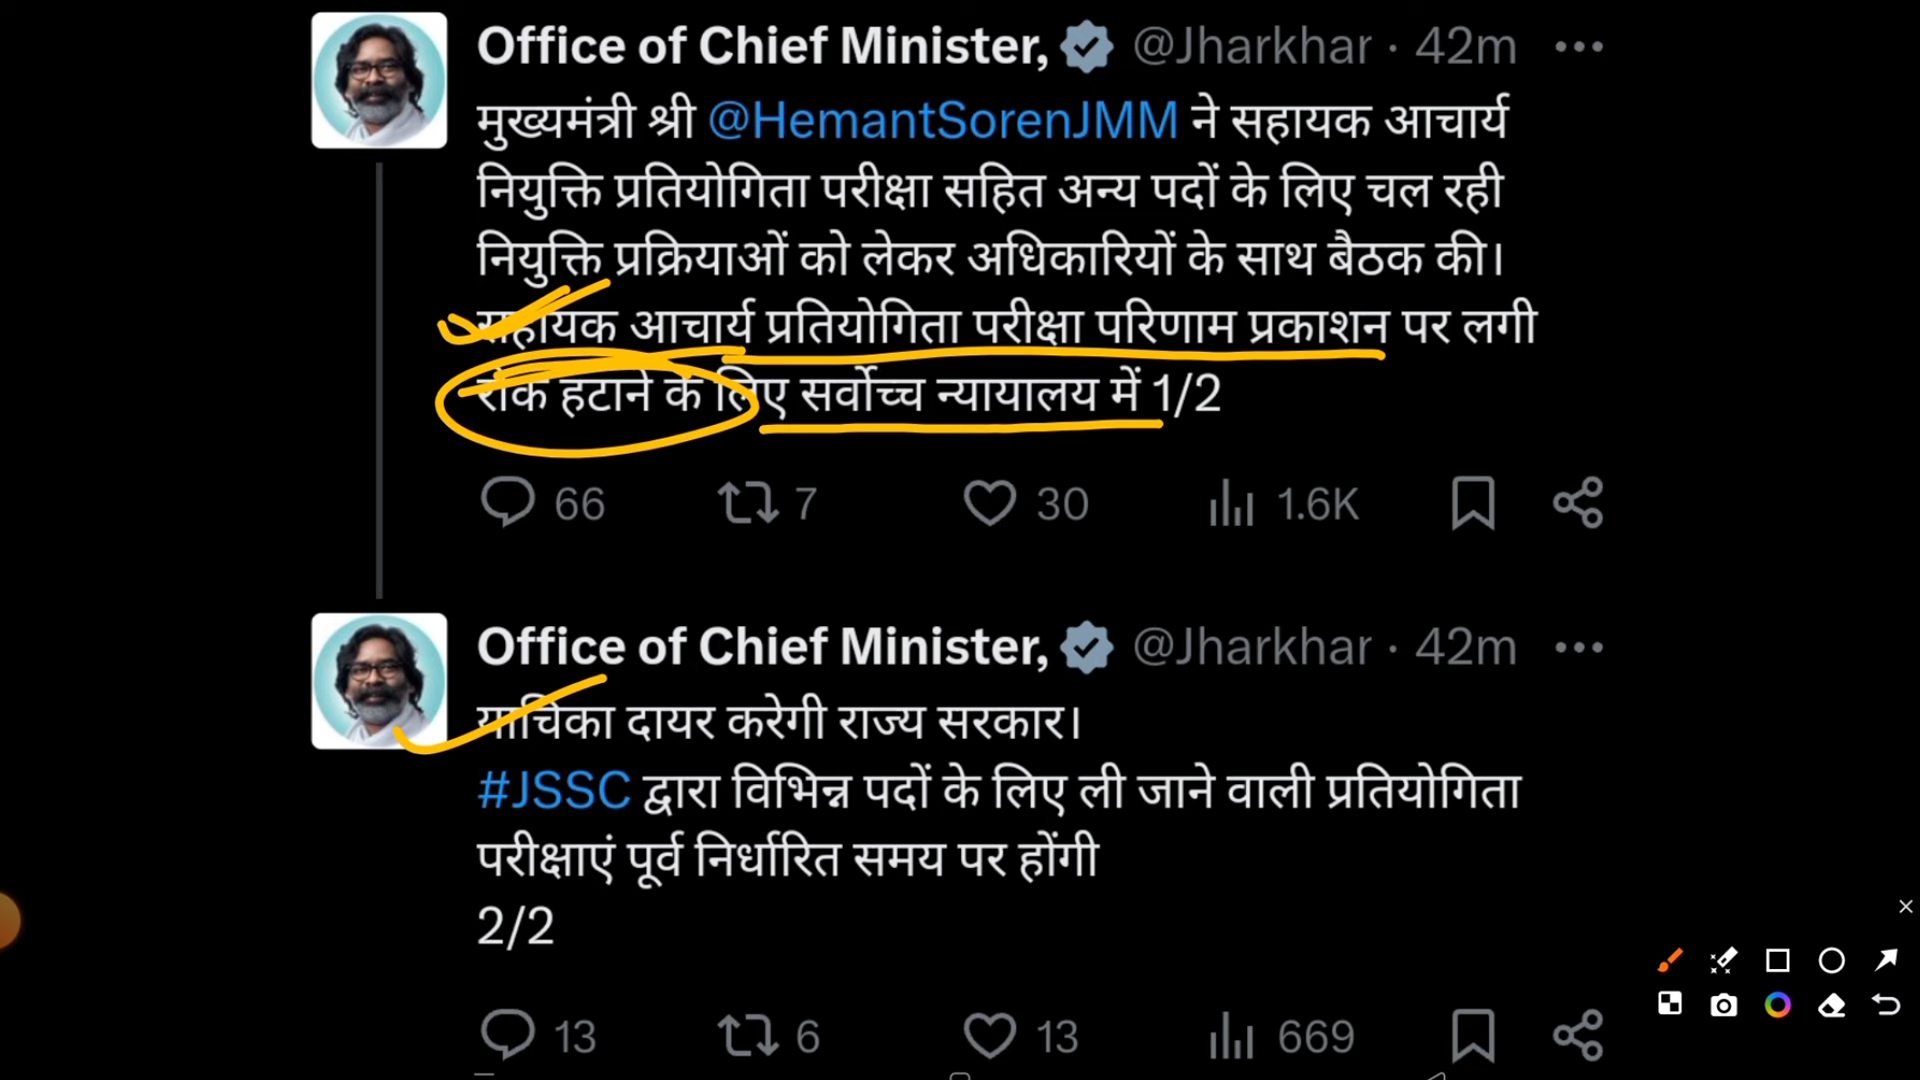 Office of Chief Minister, @Jharkhar · 42m
मुख्यमंत्री श्री @HemantSorenJMM ने सहायक आचार्य
नियुक्ति प्रतियोगिता परीक्षा सहित अन्य पदों के लिए चल रही
नियुक्ति प्रक्रियाओं को लेकर अधिकारियों के साथ बैठक की।
सहायक आचार्य प्रतियोगिता परीक्षा परिणाम प्रकाशन पर लगी
रोक हटाने के लिए सर्वोच्च न्यायालय में 1/2
66 7 30 1.6K
Office of Chief Minister, @Jharkhar · 42m
याचिका दायर करेगी राज्य सरकार।
#JSSC द्वारा विभिन्न पदों के लिए ली जाने वाली प्रतियोगिता
परीक्षाएं पूर्व निर्धारित समय पर होंगी
2/2
13 6 13 669